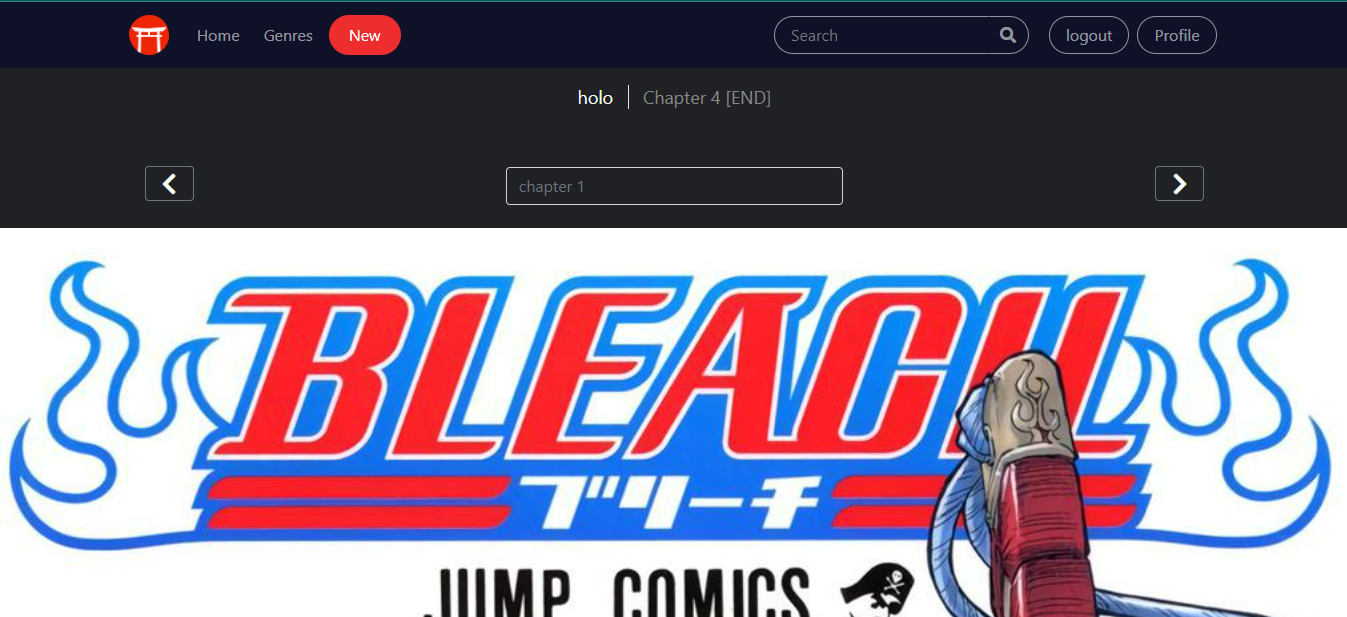 Home Genres New Search logout Profile
holo Chapter 4 [END]
chapter 1
BLEACH
ブリーチ
JUMP COMICS